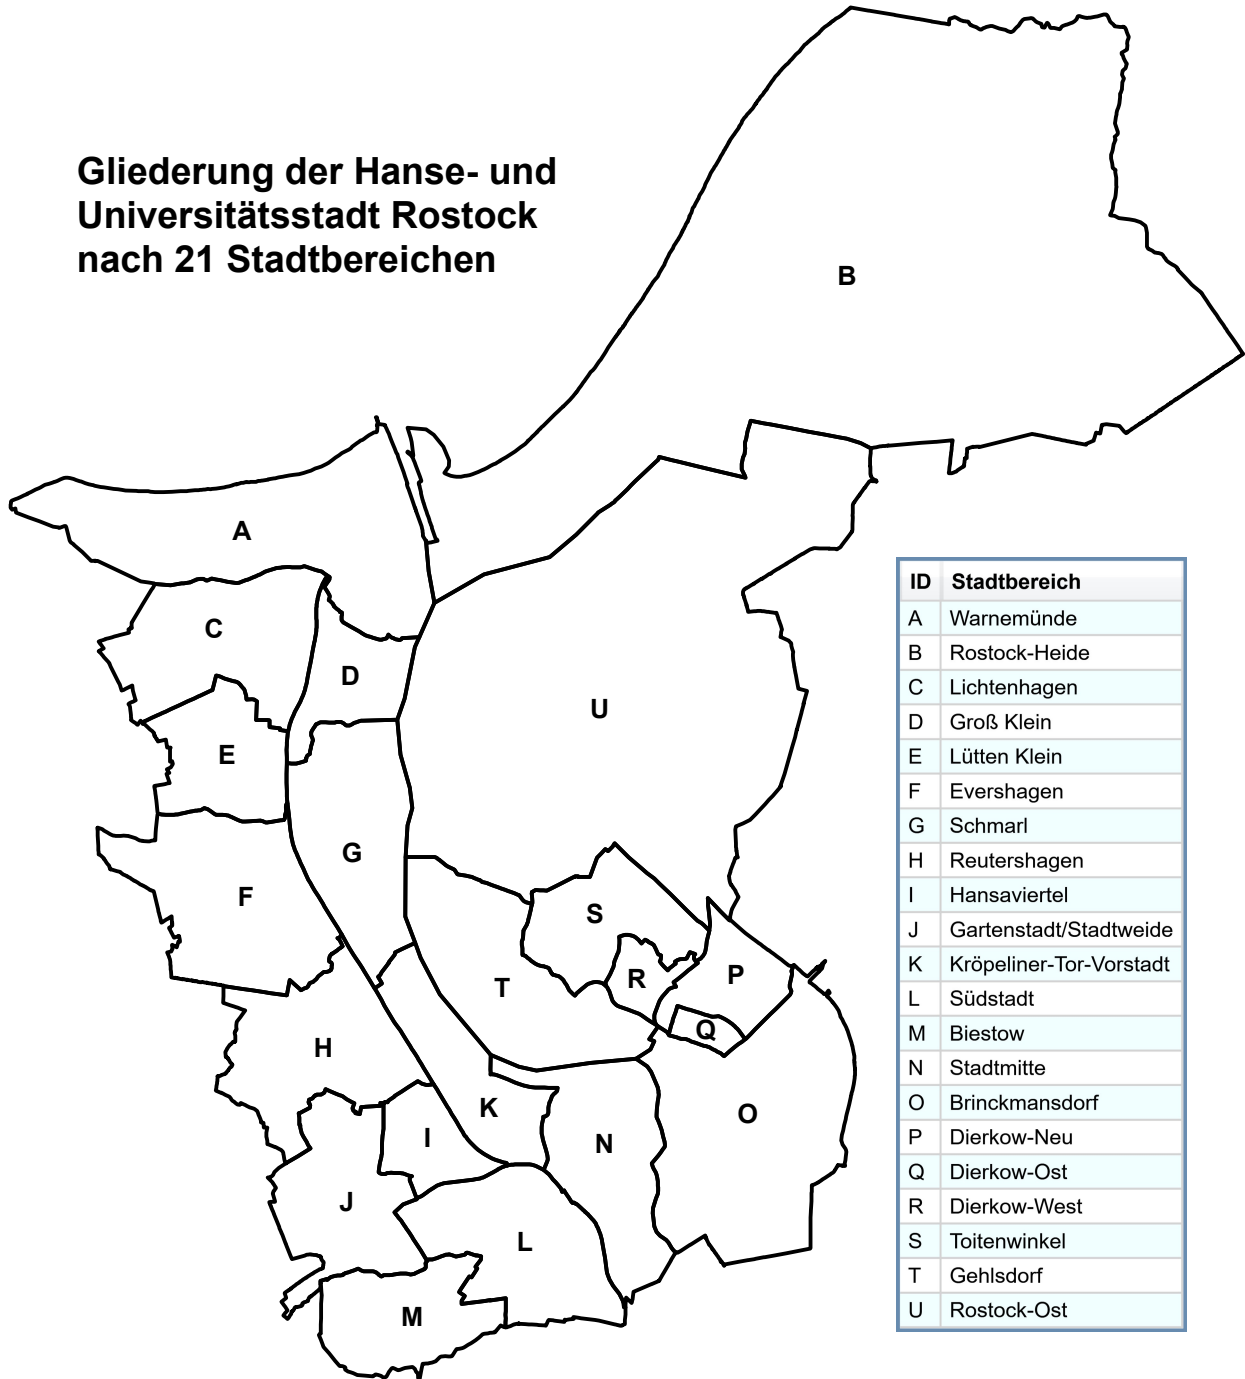 Gliederung der Hanse- und
Universitätsstadt Rostock
nach 21 Stadtbereichen
B
A
C
D
U
E
G
F
S
R
P
T
Q
H
K
O
I
N
J
L
M
ID Stadtbereich
A Warnemünde
B Rostock-Heide
C Lichtenhagen
D Groß Klein
E Lütten Klein
F Evershagen
G Schmarl
H Reutershagen
I Hansaviertel
J Gartenstadt/Stadtweide
K Kröpeliner-Tor-Vorstadt
L Südstadt
M Biestow
N Stadtmitte
O Brinckmansdorf
P Dierkow-Neu
Q Dierkow-Ost
R Dierkow-West
S Toitenwinkel
T Gehlsdorf
U Rostock-Ost